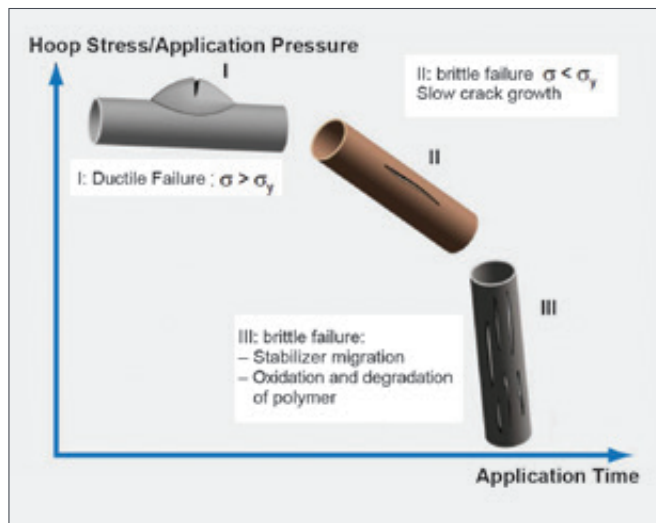 Hoop Stress/Application Pressure
I
II: brittle failure σ < σy
Slow crack growth
I: Ductile Failure : σ > σy
II
III
III: brittle failure:
– Stabilizer migration
– Oxidation and degradation
of polymer
Application Time